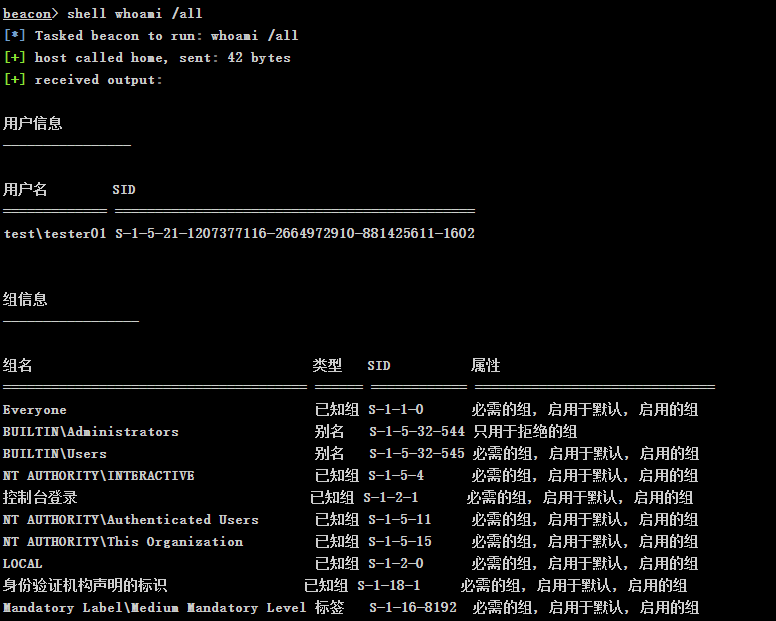 beacon> shell whoami /all
[*] Tasked beacon to run: whoami /all
[+] host called home, sent: 42 bytes
[+] received output:
用户信息
----------------
用户名 SID
============= =============================================
test\tester01 S-1-5-21-1207377116-2664972910-881425611-1602
组信息
-----------------
组名 类型 SID 属性
====================================== ====== ============ ==============================
Everyone 已知组 S-1-1-0 必需的组, 启用于默认, 启用的组
BUILTIN\Administrators 别名 S-1-5-32-544 只用于拒绝的组
BUILTIN\Users 别名 S-1-5-32-545 必需的组, 启用于默认, 启用的组
NT AUTHORITY\INTERACTIVE 已知组 S-1-5-4 必需的组, 启用于默认, 启用的组
控制台登录 已知组 S-1-2-1 必需的组, 启用于默认, 启用的组
NT AUTHORITY\Authenticated Users 已知组 S-1-5-11 必需的组, 启用于默认, 启用的组
NT AUTHORITY\This Organization 已知组 S-1-5-15 必需的组, 启用于默认, 启用的组
LOCAL 已知组 S-1-2-0 必需的组, 启用于默认, 启用的组
身份验证机构声明的标识 已知组 S-1-18-1 必需的组, 启用于默认, 启用的组
Mandatory Label\Medium Mandatory Level 标签 S-1-16-8192 必需的组, 启用于默认, 启用的组